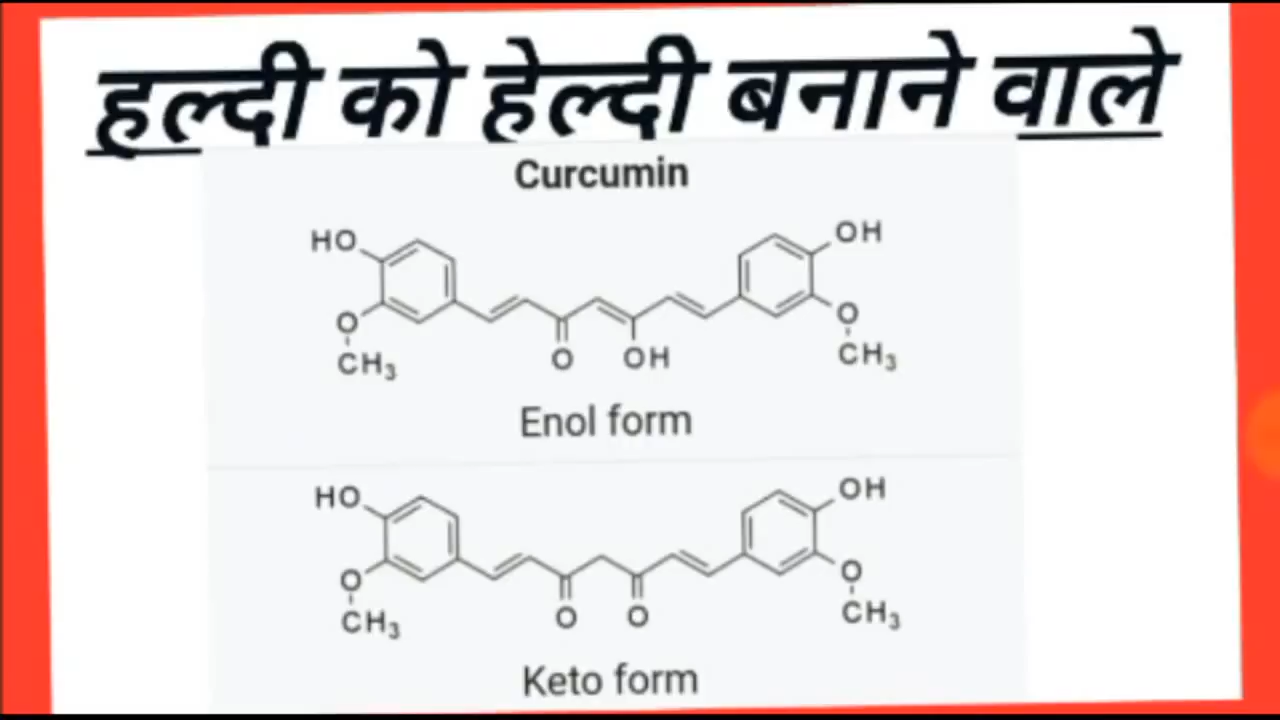 हल्दी को हेल्दी बनाने वाले
Curcumin
HO OH
O O
CH3 CH3
O OH
Enol form
HO OH
O O
CH3 CH3
O O
Keto form